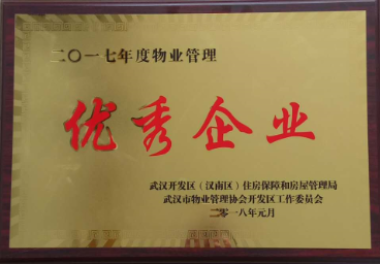 二〇一七年度物业管理
优秀企业
武汉开发区（汉南区）住房保障和房屋管理局
武汉市物业管理协会开发区工作委员会
二零一八年元月